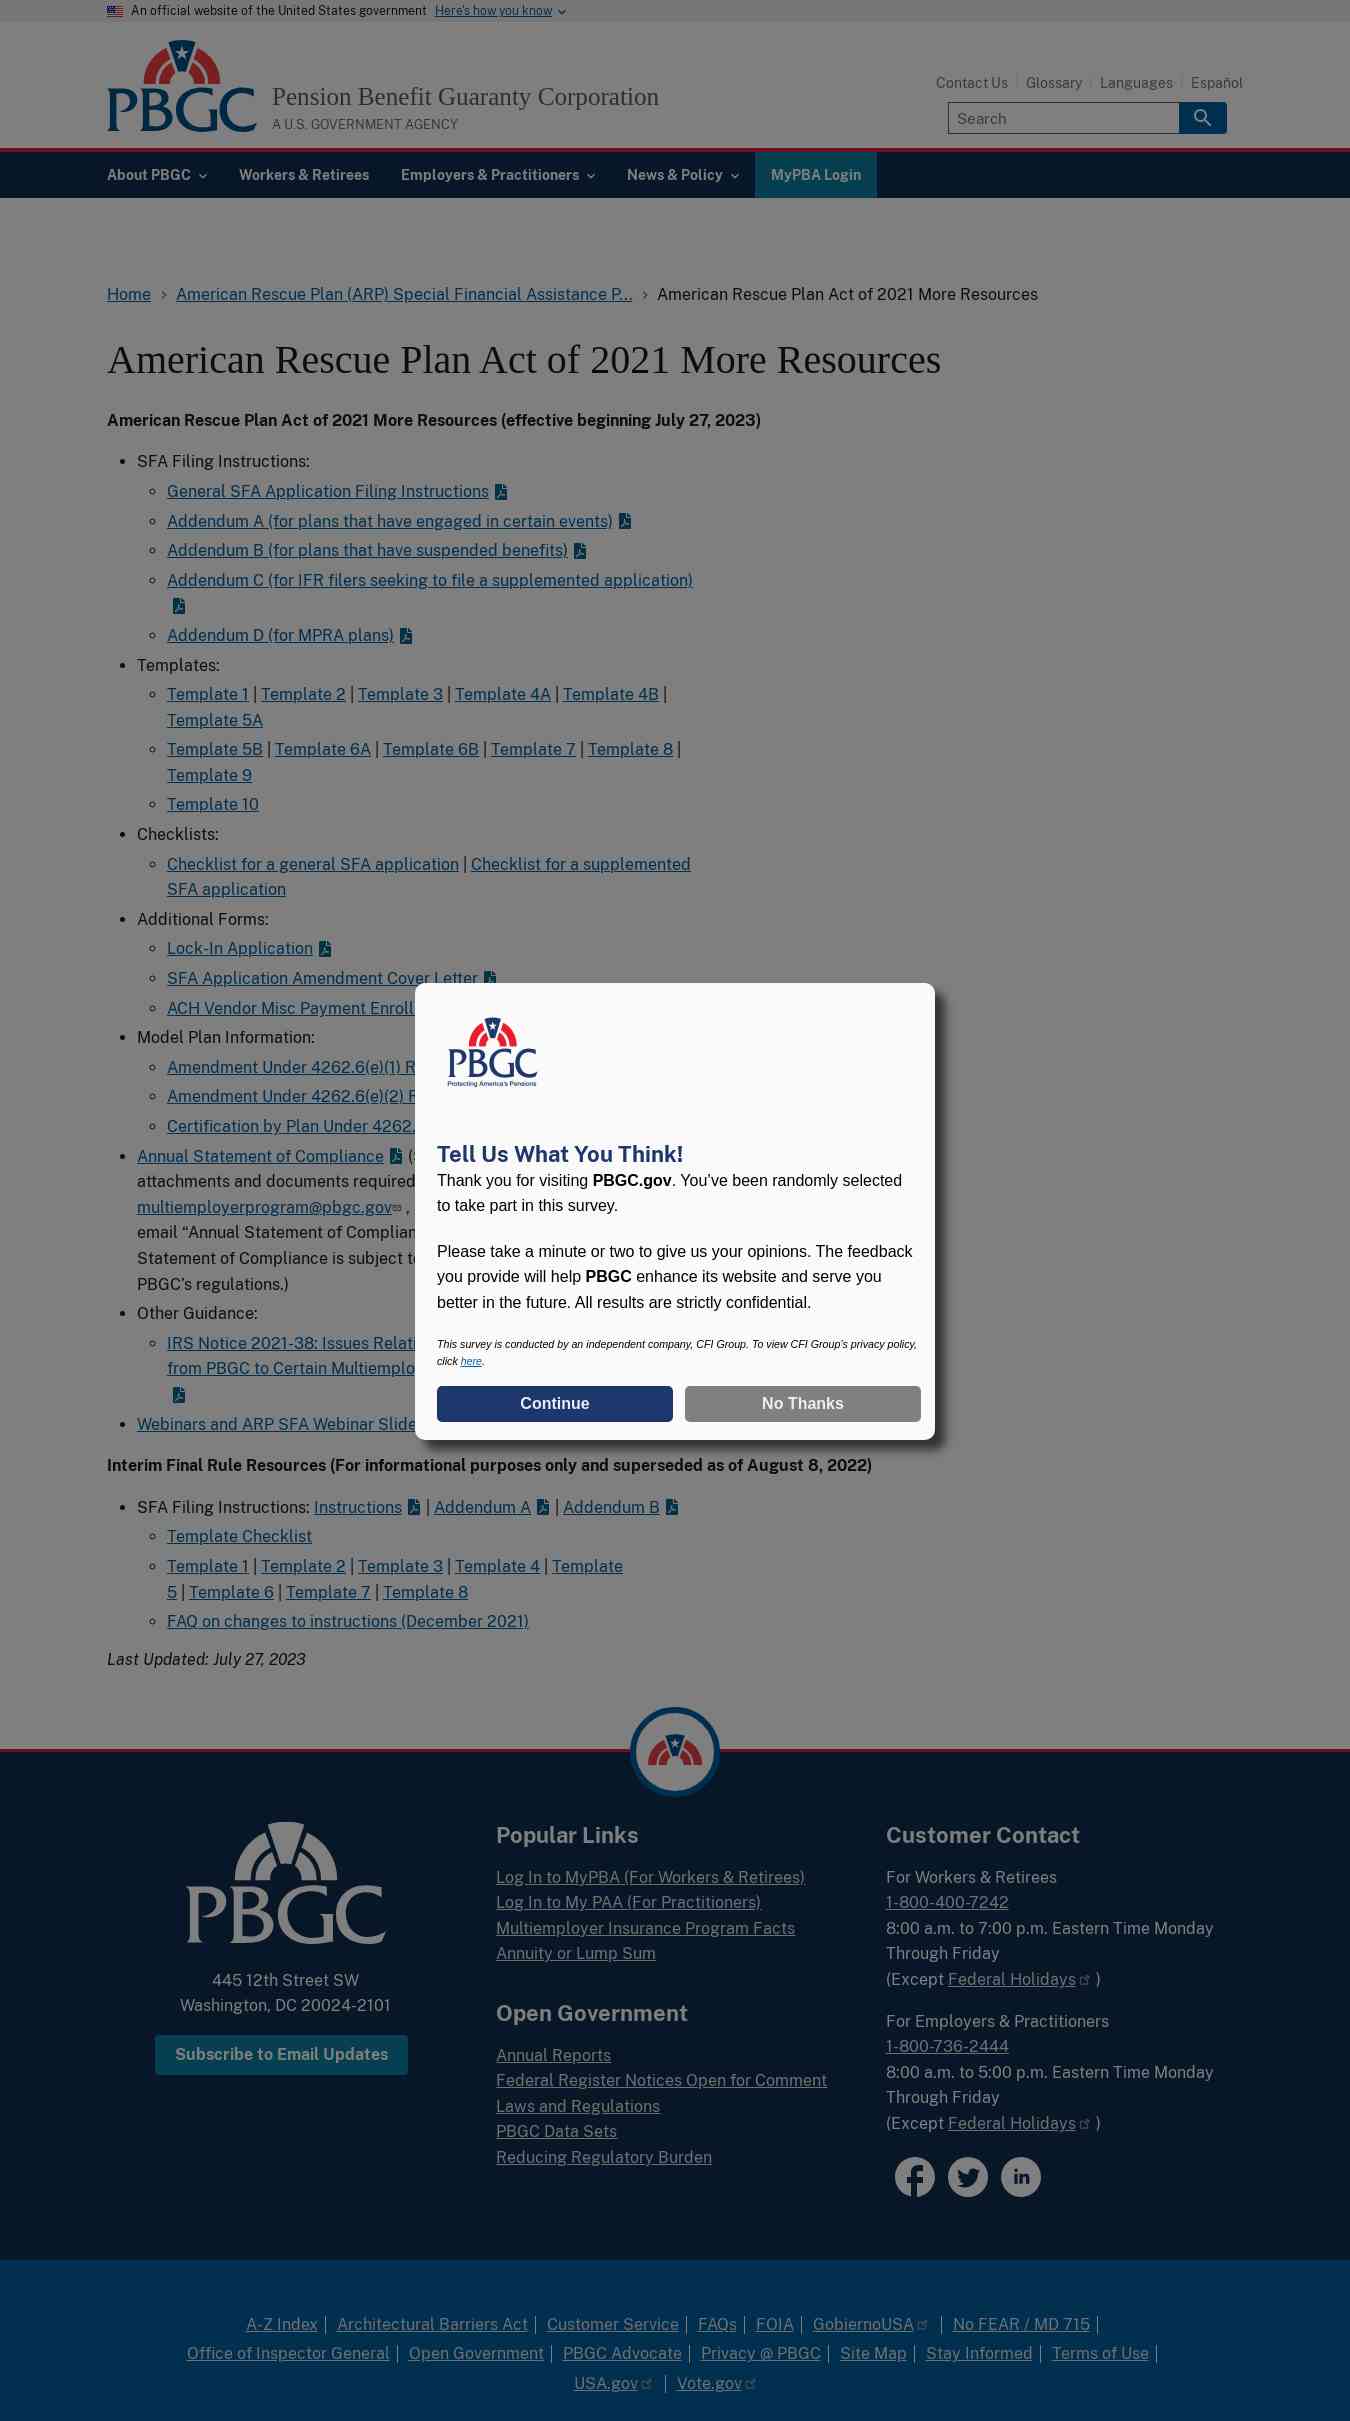 An official website of the United States government Here's how you know
PBGC
Pension Benefit Guaranty Corporation
A U.S. GOVERNMENT AGENCY
Contact Us Glossary Languages Español
Search
About PBGC Workers & Retirees Employers & Practitioners News & Policy MyPBA Login
Home American Rescue Plan (ARP) Special Financial Assistance P... American Rescue Plan Act of 2021 More Resources
American Rescue Plan Act of 2021 More Resources
American Rescue Plan Act of 2021 More Resources (effective beginning July 27, 2023)
SFA Filing Instructions:
General SFA Application Filing Instructions
Addendum A (for plans that have engaged in certain events)
Addendum B (for plans that have suspended benefits)
Addendum C (for IFR filers seeking to file a supplemented application)
Addendum D (for MPRA plans)
Templates:
Template 1 | Template 2 | Template 3 | Template 4A | Template 4B |
Template 5A
Template 5B | Template 6A | Template 6B | Template 7 | Template 8 |
Template 9
Template 10
Checklists:
Checklist for a general SFA application | Checklist for a supplemented
SFA application
Additional Forms:
Lock-In Application
SFA Application Amendment Cover Letter
ACH Vendor Misc Payment Enroll
Model Plan Information:
Amendment Under 4262.6(e)(1) R
Amendment Under 4262.6(e)(2)
Certification by Plan Under 4262.
Annual Statement of Compliance (
attachments and documents required
multiemployerprogram@pbgc.gov ,
email “Annual Statement of Complian
Statement of Compliance is subject to
PBGC’s regulations.)
Other Guidance:
IRS Notice 2021-38: Issues Relati
from PBGC to Certain Multiemplo
Webinars and ARP SFA Webinar Slide
PBGC
Protecting America's Pensions
Tell Us What You Think!
Thank you for visiting PBGC.gov. You've been randomly selected
to take part in this survey.
Please take a minute or two to give us your opinions. The feedback
you provide will help PBGC enhance its website and serve you
better in the future. All results are strictly confidential.
This survey is conducted by an independent company, CFI Group. To view CFI Group's privacy policy,
click here.
Continue No Thanks
Interim Final Rule Resources (For informational purposes only and superseded as of August 8, 2022)
SFA Filing Instructions: Instructions | Addendum A | Addendum B
Template Checklist
Template 1 | Template 2 | Template 3 | Template 4 | Template
5 | Template 6 | Template 7 | Template 8
FAQ on changes to instructions (December 2021)
Last Updated: July 27, 2023
PBGC
445 12th Street SW
Washington, DC 20024-2101
Subscribe to Email Updates
Popular Links
Log In to MyPBA (For Workers & Retirees)
Log In to My PAA (For Practitioners)
Multiemployer Insurance Program Facts
Annuity or Lump Sum
Open Government
Annual Reports
Federal Register Notices Open for Comment
Laws and Regulations
PBGC Data Sets
Reducing Regulatory Burden
Customer Contact
For Workers & Retirees
1-800-400-7242
8:00 a.m. to 7:00 p.m. Eastern Time Monday
Through Friday
(Except Federal Holidays )
For Employers & Practitioners
1-800-736-2444
8:00 a.m. to 5:00 p.m. Eastern Time Monday
Through Friday
(Except Federal Holidays )
A-Z Index Architectural Barriers Act Customer Service FAQs FOIA GobiernoUSA No FEAR / MD 715
Office of Inspector General Open Government PBGC Advocate Privacy @ PBGC Site Map Stay Informed Terms of Use
USA.gov Vote.gov